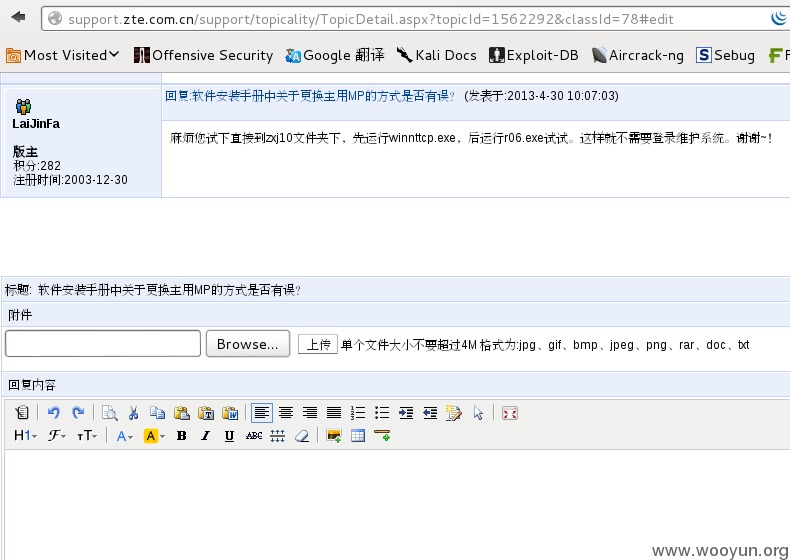 support.zte.com.cn/support/topicality/TopicDetail.aspx?topicId=1562292&classId=78#edit
Most Visited Offensive Security Google 翻译 Kali Docs Exploit-DB Aircrack-ng Sebug F
回复:软件安装手册中关于更换主用MP的方式是否有误? (发表于:2013-4-30 10:07:03)
LaiJinFa
版主
积分:282
注册时间:2003-12-30
麻烦您试下直接到zxj10文件夹下，先运行winnttcp.exe，后运行r06.exe试试。这样就不需要登录维护系统。谢谢~!
标题: 软件安装手册中关于更换主用MP的方式是否有误?
附件
Browse... 上传 单个文件大小不要超过4M 格式为:jpg、gif、bmp、jpeg、png、rar、doc、txt
回复内容
H1 F TT A A B I U ABC
www.wooyun.org